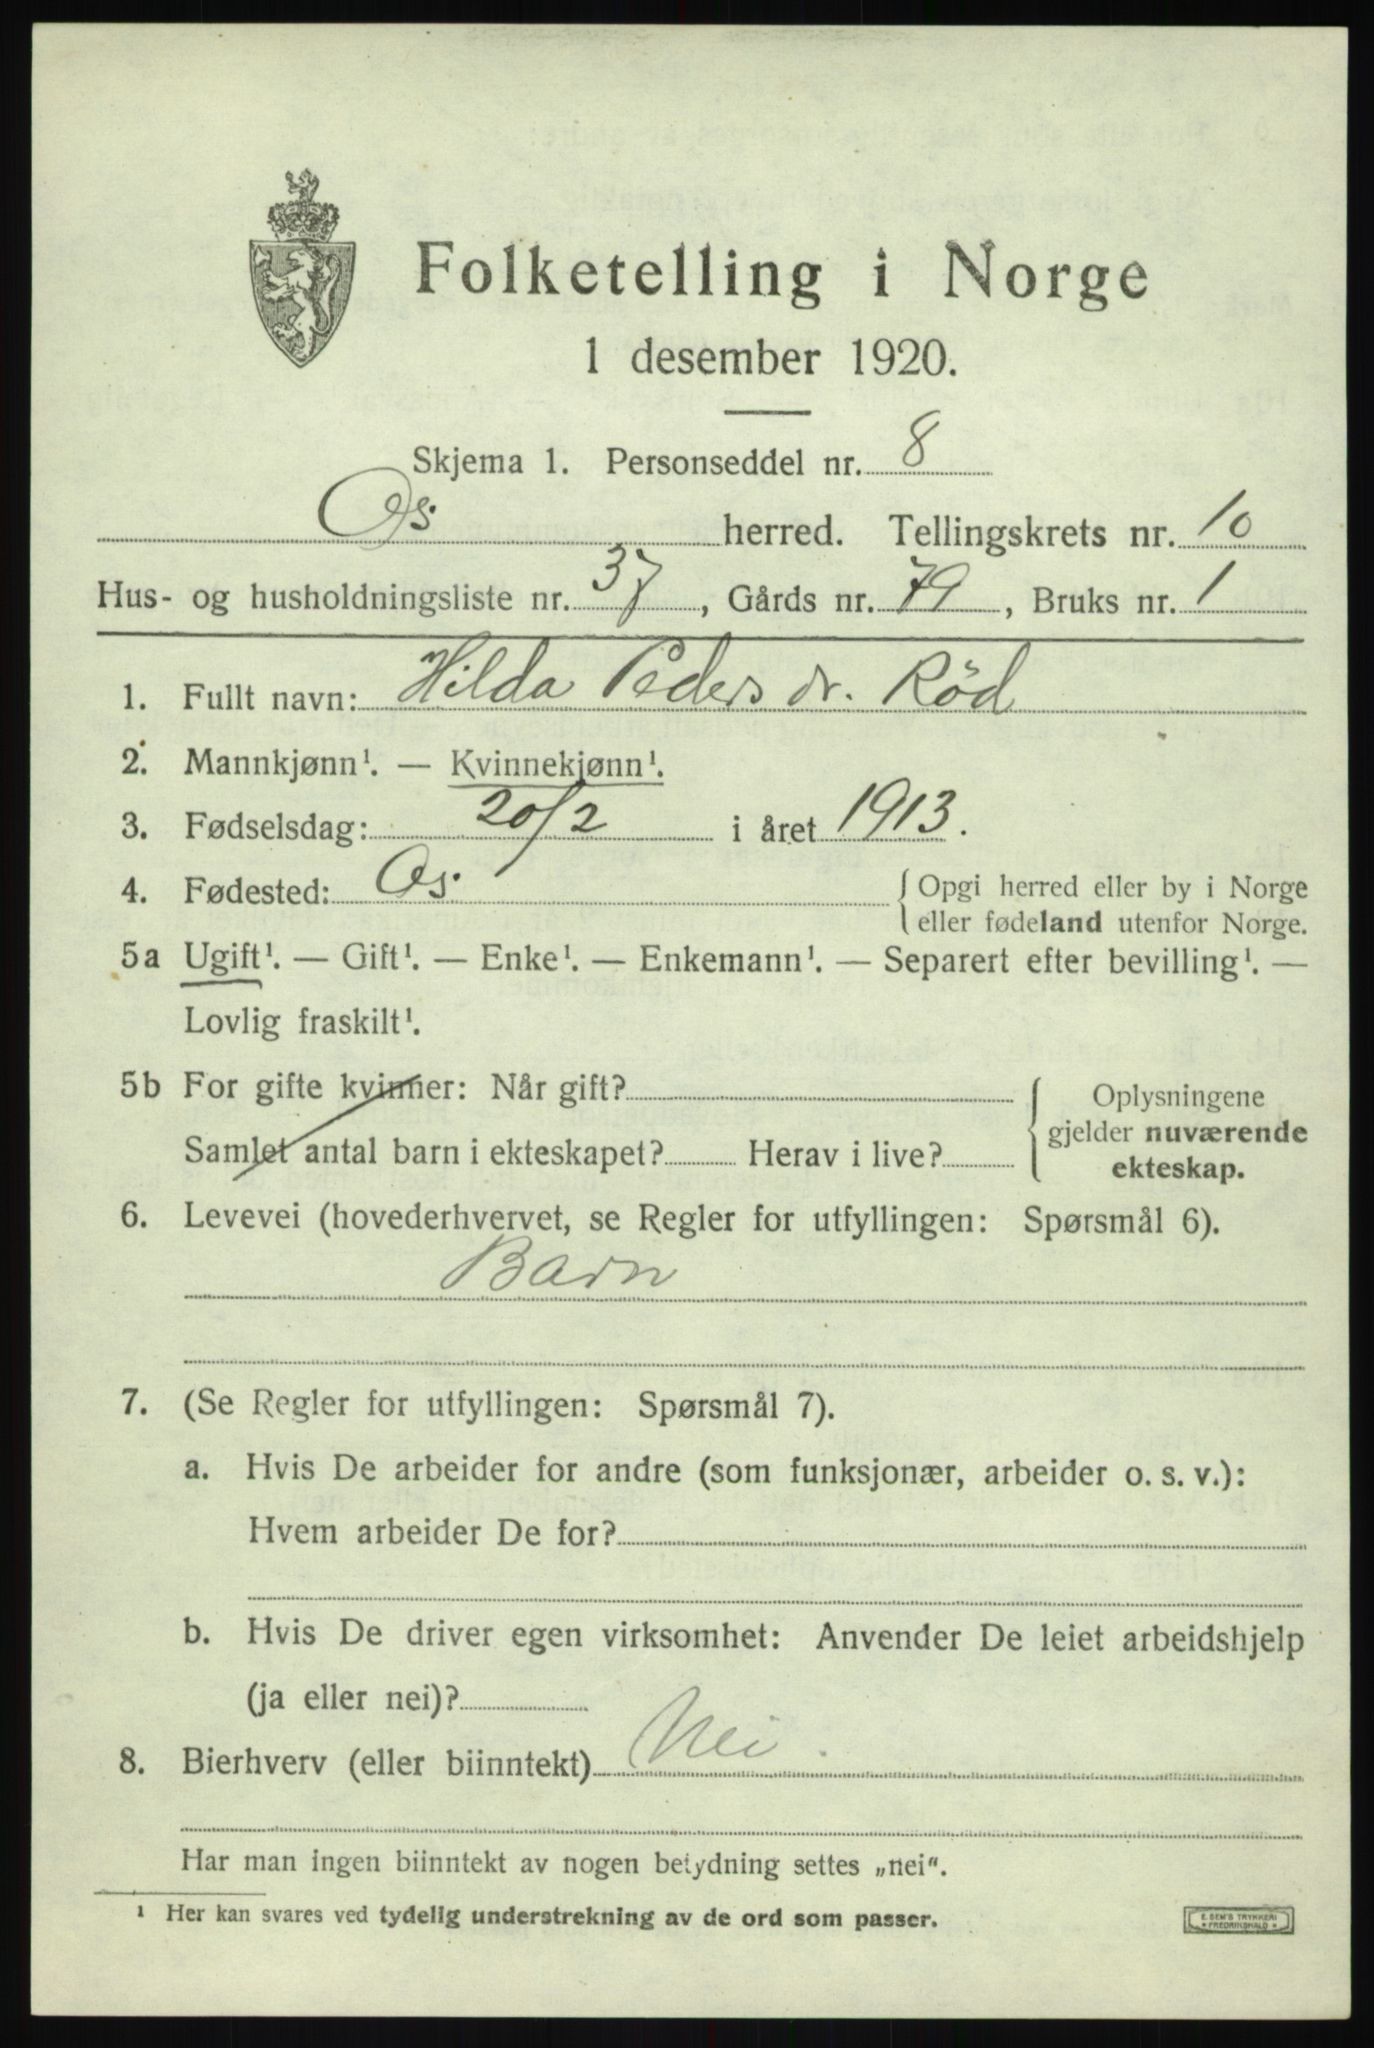 Folketelling i Norge
1 desember 1920.
Skjema 1. Personseddel nr. 8
Os. herred. Tellingskrets nr. 10
Hus- og husholdningsliste nr. 37, Gårds nr. 79, Bruks nr. 1
1. Fullt navn: Hilda Pedersdr. Rød
2. Mannkjønn¹. — Kvinnekjønn¹.
3. Fødselsdag: 20/2 i året 1913.
4. Fødested: Os. { Opgi herred eller by i Norge
eller fødeland utenfor Norge.
5a Ugift¹. — Gift¹. — Enke¹. — Enkemann¹. — Separert efter bevilling¹. —
Lovlig fraskilt¹.
5b For gifte kvinner: Når gift? { Oplysningene
gjelder nuværende
Samlet antal barn i ekteskapet? Herav i live? ekteskap.
6. Levevei (hovederhvervet, se Regler for utfyllingen: Spørsmål 6).
Barn
7. (Se Regler for utfyllingen: Spørsmål 7).
a. Hvis De arbeider for andre (som funksjonær, arbeider o. s. v.):
Hvem arbeider De for?
b. Hvis De driver egen virksomhet: Anvender De leiet arbeidshjelp
(ja eller nei)?
8. Bierhverv (eller biinntekt) Nei.
Har man ingen biinntekt av nogen betydning settes „nei“.
¹ Her kan svares ved tydelig understrekning av de ord som passer.
E. SEM'S TRYKKERI
* FREDRIKSHALD *